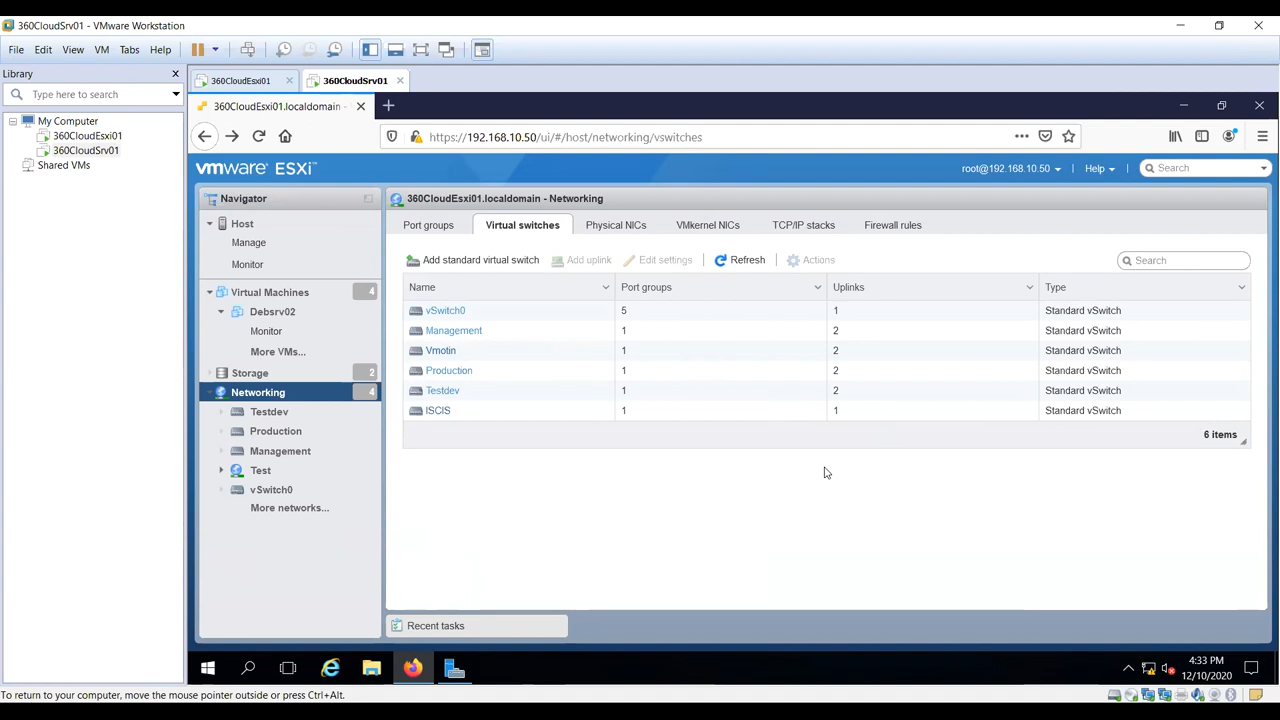 360CloudSrv01 - VMware Workstation
File Edit View VM Tabs Help
Library
Type here to search
My Computer
360CloudEsxi01
360CloudSrv01
Shared VMs
360CloudEsxi01 360CloudSrv01
360CloudEsxi01.localdomain -
https://192.168.10.50/ui/#/host/networking/vswitches
vmware ESXi™
root@192.168.10.50 Help Search
Navigator
Host
Manage
Monitor
Virtual Machines 4
Debsrv02
Monitor
More VMs...
Storage 2
Networking 4
Testdev
Production
Management
Test
vSwitch0
More networks...
360CloudEsxi01.localdomain - Networking
Port groups Virtual switches Physical NICs VMkernel NICs TCP/IP stacks Firewall rules
Add standard virtual switch Add uplink Edit settings Refresh Actions Search
Name Port groups Uplinks Type
vSwitch0 5 1 Standard vSwitch
Management 1 2 Standard vSwitch
Vmotin 1 2 Standard vSwitch
Production 1 2 Standard vSwitch
Testdev 1 2 Standard vSwitch
ISCIS 1 1 Standard vSwitch
6 items
Recent tasks
4:33 PM
12/10/2020
To return to your computer, move the mouse pointer outside or press Ctrl+Alt.